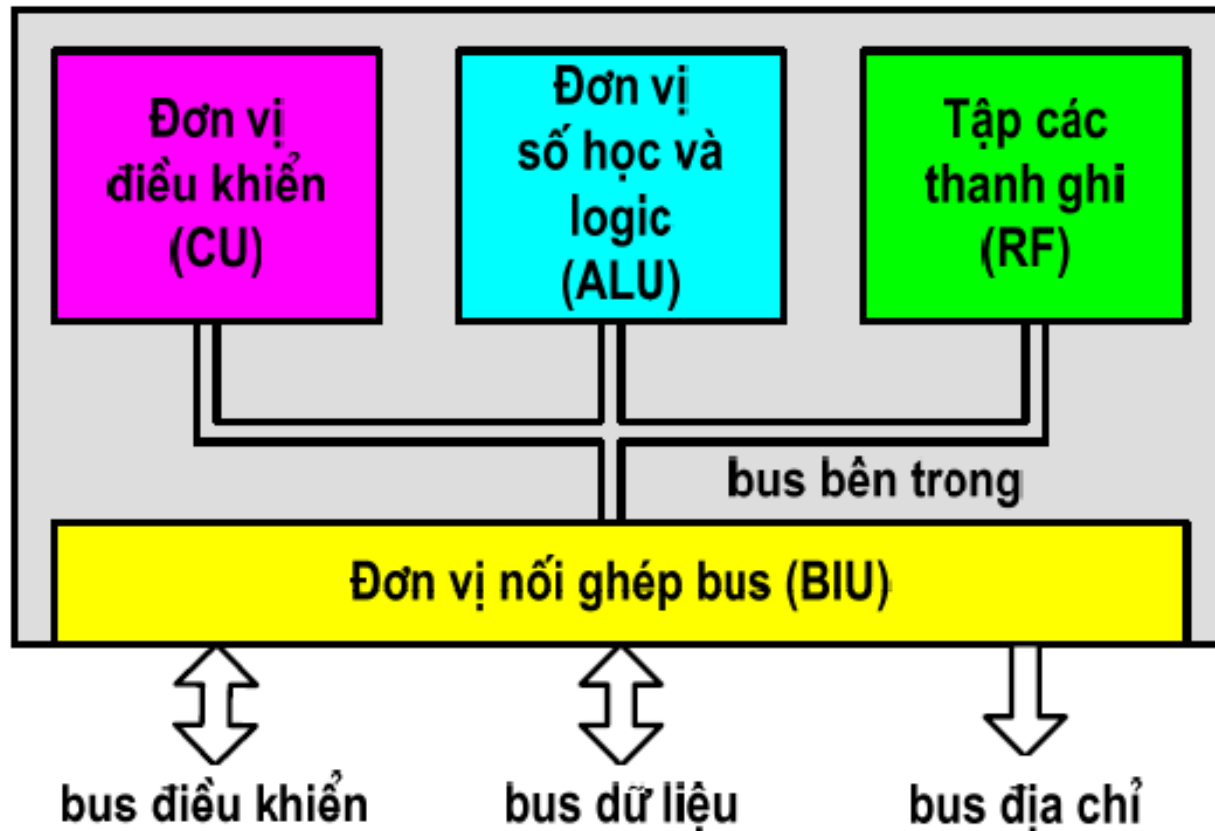 Đơn vị
điều khiển
(CU)
Đơn vị
số học và
logic
(ALU)
Tập các
thanh ghi
(RF)
bus bên trong
Đơn vị nối ghép bus (BIU)
bus điều khiển
bus dữ liệu
bus địa chỉ